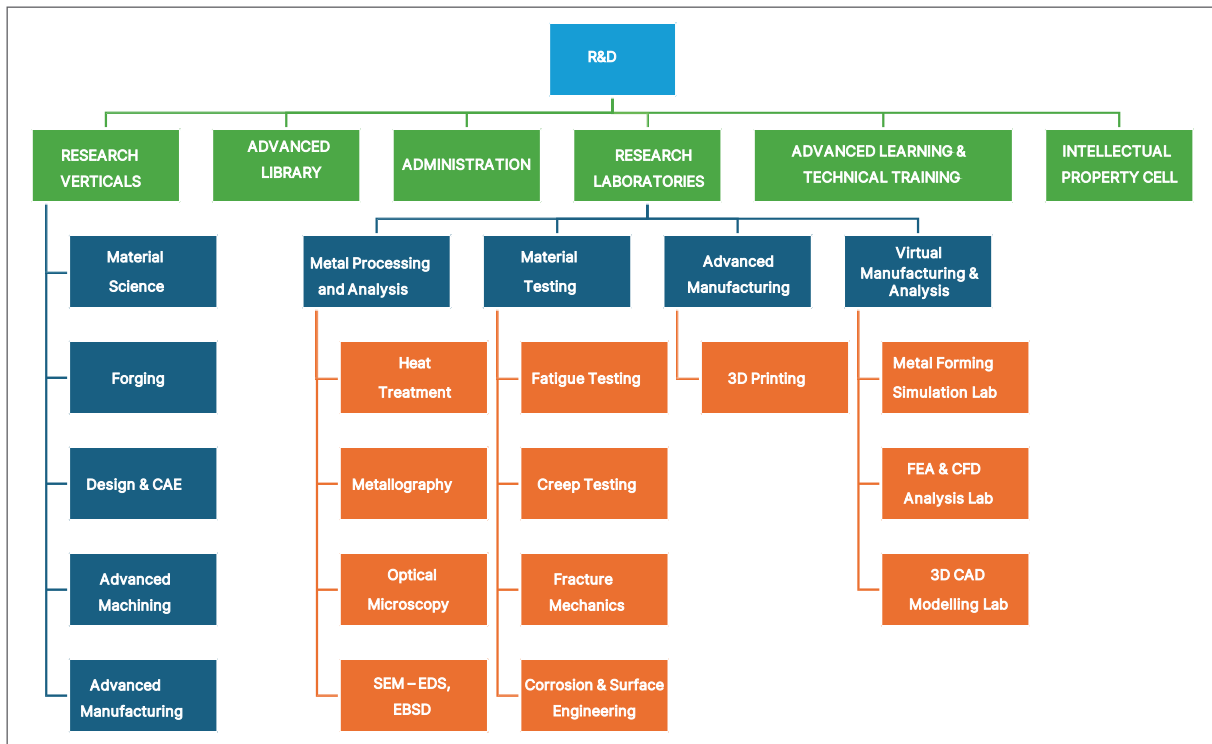 R&D
RESEARCH
VERTICALS
ADVANCED
LIBRARY
ADMINISTRATION
RESEARCH
LABORATORIES
ADVANCED LEARNING &
TECHNICAL TRAINING
INTELLECTUAL
PROPERTY CELL
Material
Science
Forging
Design & CAE
Advanced
Machining
Advanced
Manufacturing
Metal Processing
and Analysis
Heat
Treatment
Metallography
Optical
Microscopy
SEM – EDS,
EBSD
Material
Testing
Fatigue Testing
Creep Testing
Fracture
Mechanics
Corrosion & Surface
Engineering
Advanced
Manufacturing
3D Printing
Virtual
Manufacturing &
Analysis
Metal Forming
Simulation Lab
FEA & CFD
Analysis Lab
3D CAD
Modelling Lab